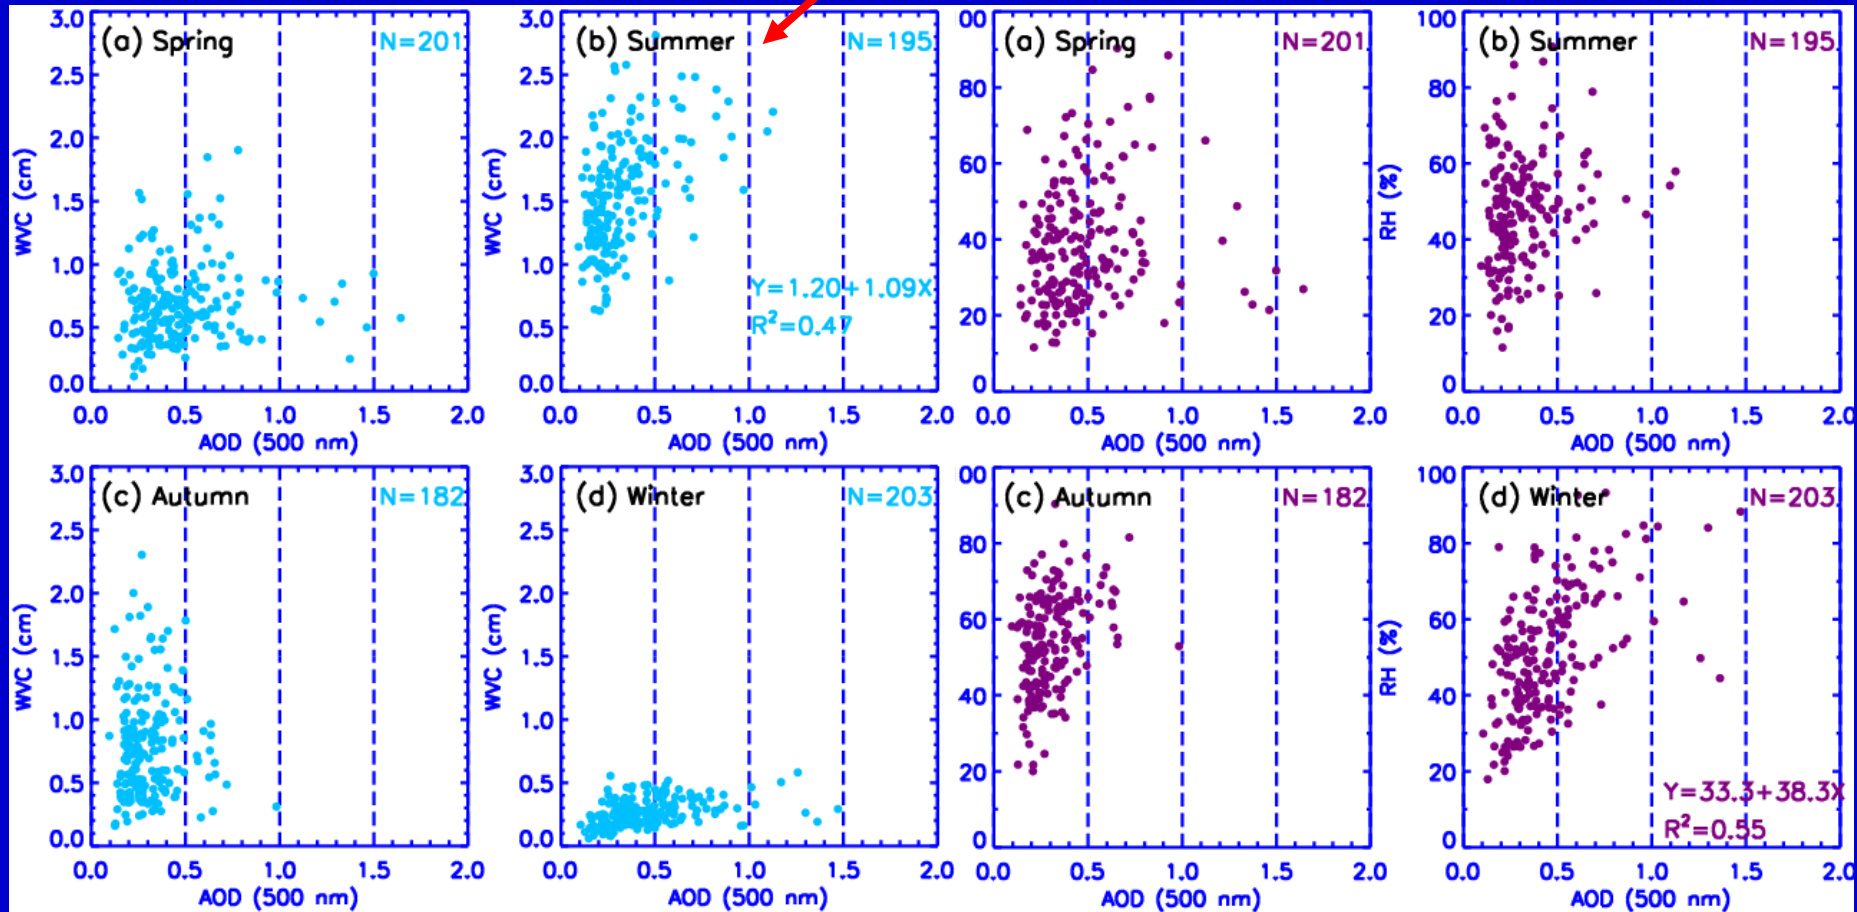 3.0
2.5
2.0
1.5
1.0
0.5
0.0
WVC (cm)
(a) Spring
N=201
0.0 0.5 1.0 1.5 2.0
AOD (500 nm)
3.0
2.5
2.0
1.5
1.0
0.5
0.0
WVC (cm)
(b) Summer
N=195
Y=1.20+1.09X
R²=0.47
0.0 0.5 1.0 1.5 2.0
AOD (500 nm)
00
80
60
40
20
0
(a) Spring
N=201
0.0 0.5 1.0 1.5 2.0
AOD (500 nm)
100
80
60
40
20
0
RH (%)
(b) Summer
N=195
0.0 0.5 1.0 1.5 2.0
AOD (500 nm)
3.0
2.5
2.0
1.5
1.0
0.5
0.0
WVC (cm)
(c) Autumn
N=182
0.0 0.5 1.0 1.5 2.0
AOD (500 nm)
3.0
2.5
2.0
1.5
1.0
0.5
0.0
WVC (cm)
(d) Winter
N=203
0.0 0.5 1.0 1.5 2.0
AOD (500 nm)
00
80
60
40
20
0
(c) Autumn
N=182
0.0 0.5 1.0 1.5 2.0
AOD (500 nm)
100
80
60
40
20
0
RH (%)
(d) Winter
N=203
Y=33.3+38.3X
R²=0.55
0.0 0.5 1.0 1.5 2.0
AOD (500 nm)